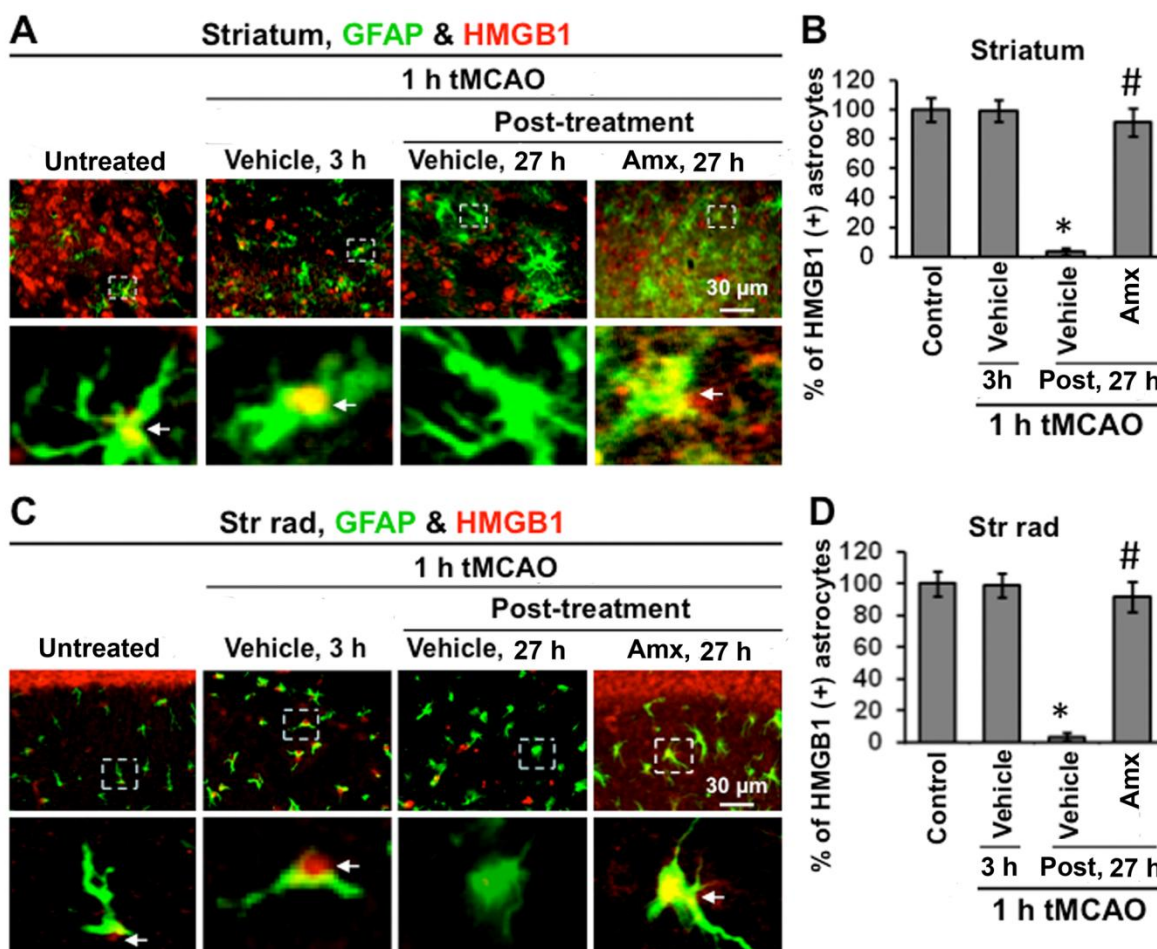 A
Striatum, GFAP & HMGB1
1 h tMCAO
Post-treatment
Untreated
Vehicle, 3 h
Vehicle, 27 h
Amx, 27 h
30 µm
B
Striatum
% of HMGB1 (+) astrocytes
120
100
80
60
40
20
0
*
#
Control
Vehicle
Vehicle
Amx
3h
Post, 27 h
1 h tMCAO
C
Str rad, GFAP & HMGB1
1 h tMCAO
Post-treatment
Untreated
Vehicle, 3 h
Vehicle, 27 h
Amx, 27 h
30 µm
D
Str rad
% of HMGB1 (+) astrocytes
120
100
80
60
40
20
0
*
#
Control
Vehicle
Vehicle
Amx
3 h
Post, 27 h
1 h tMCAO